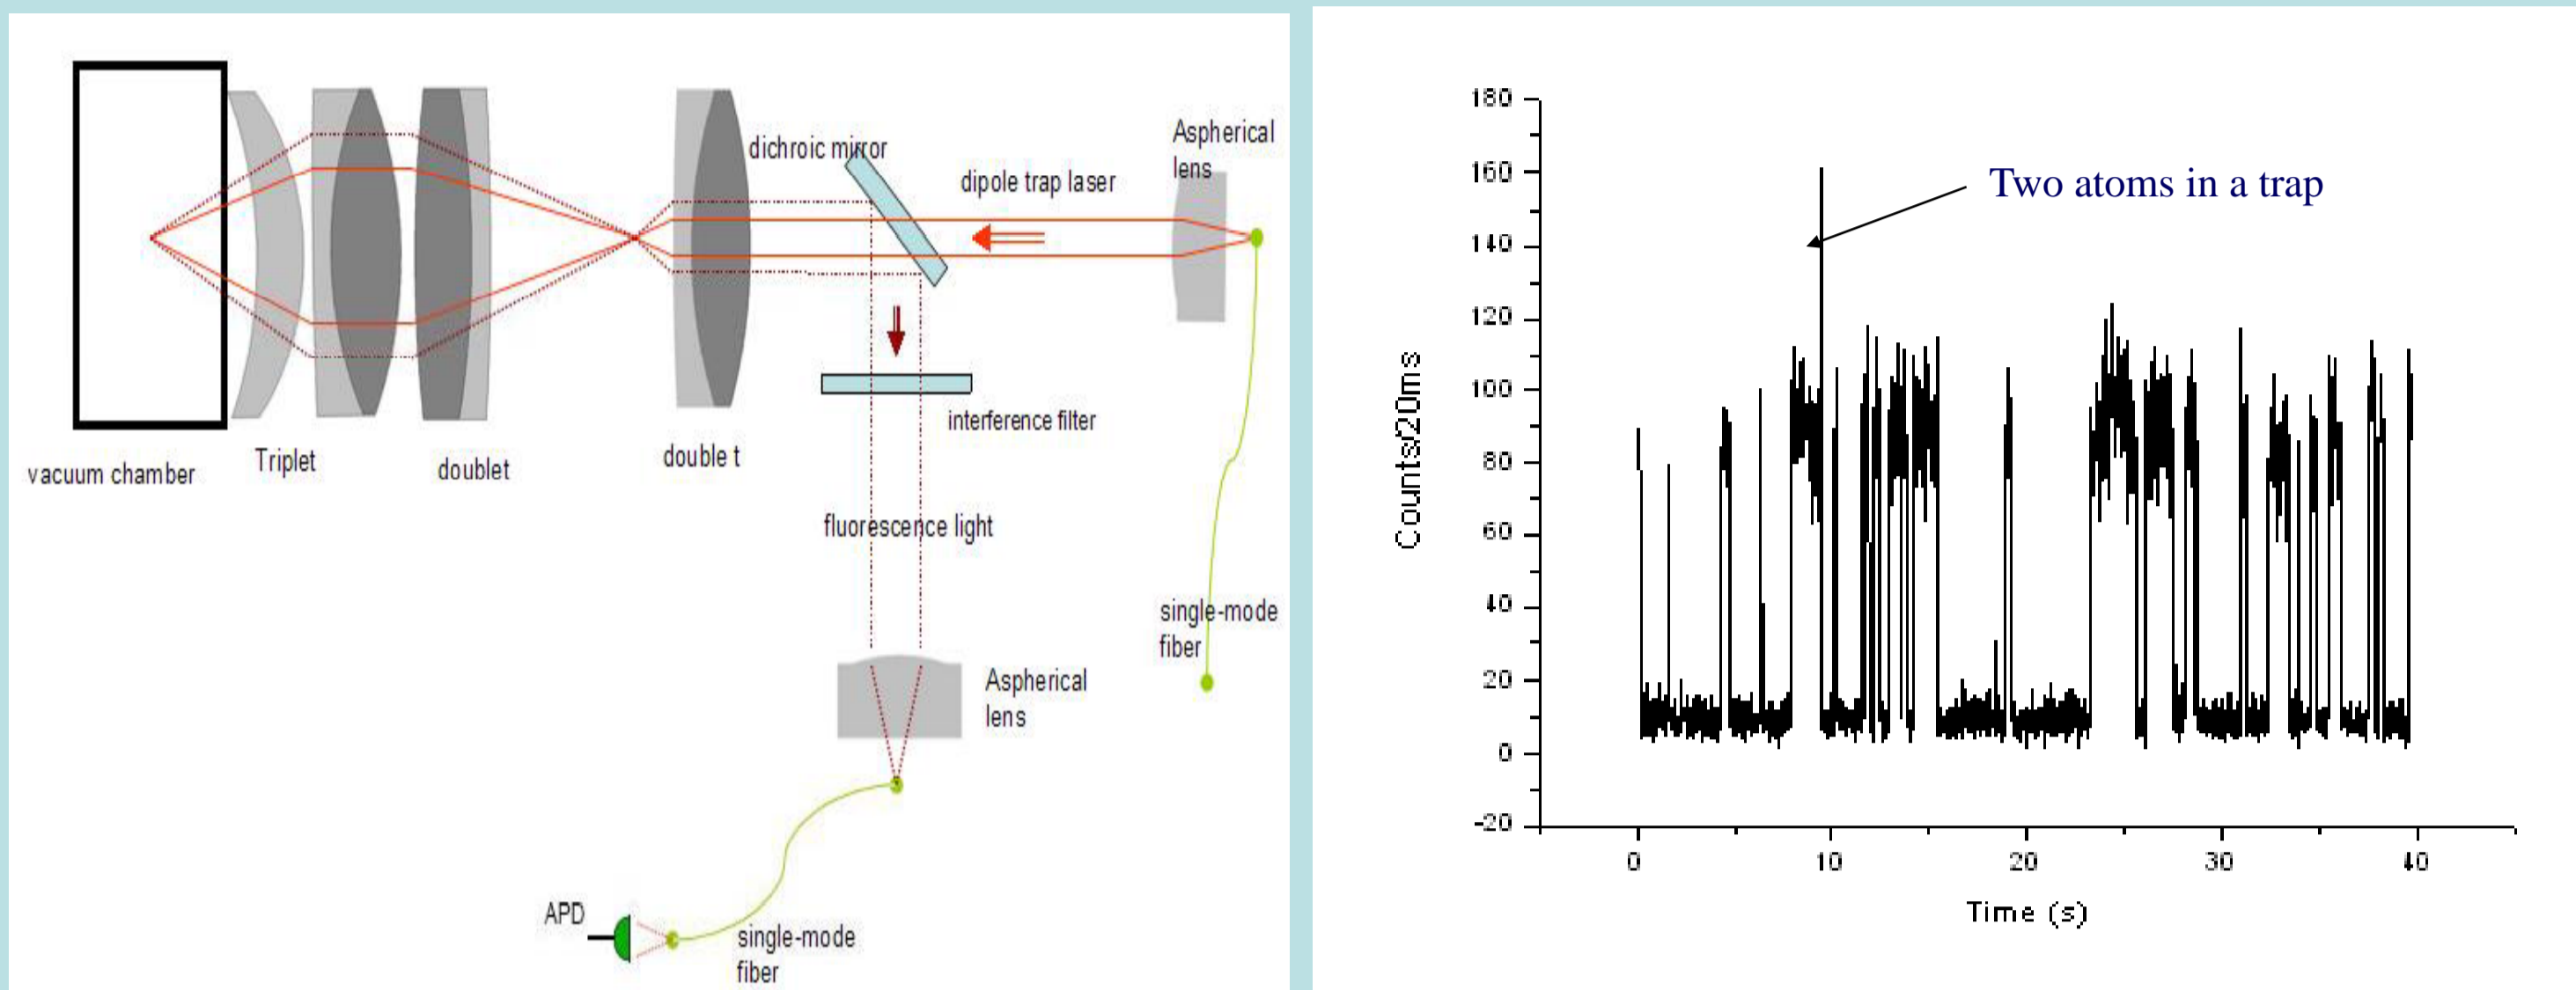 Aspherical
lens
dichroic mirror
dipole trap laser
interference filter
vacuum chamber
Triplet
doublet
double t
fluorescence light
single-mode
fiber
Aspherical
lens
APD
single-mode
fiber
180
160
140
120
100
80
60
40
20
0
-20
Counts/20ms
Two atoms in a trap
0 10 20 30 40
Time (s)